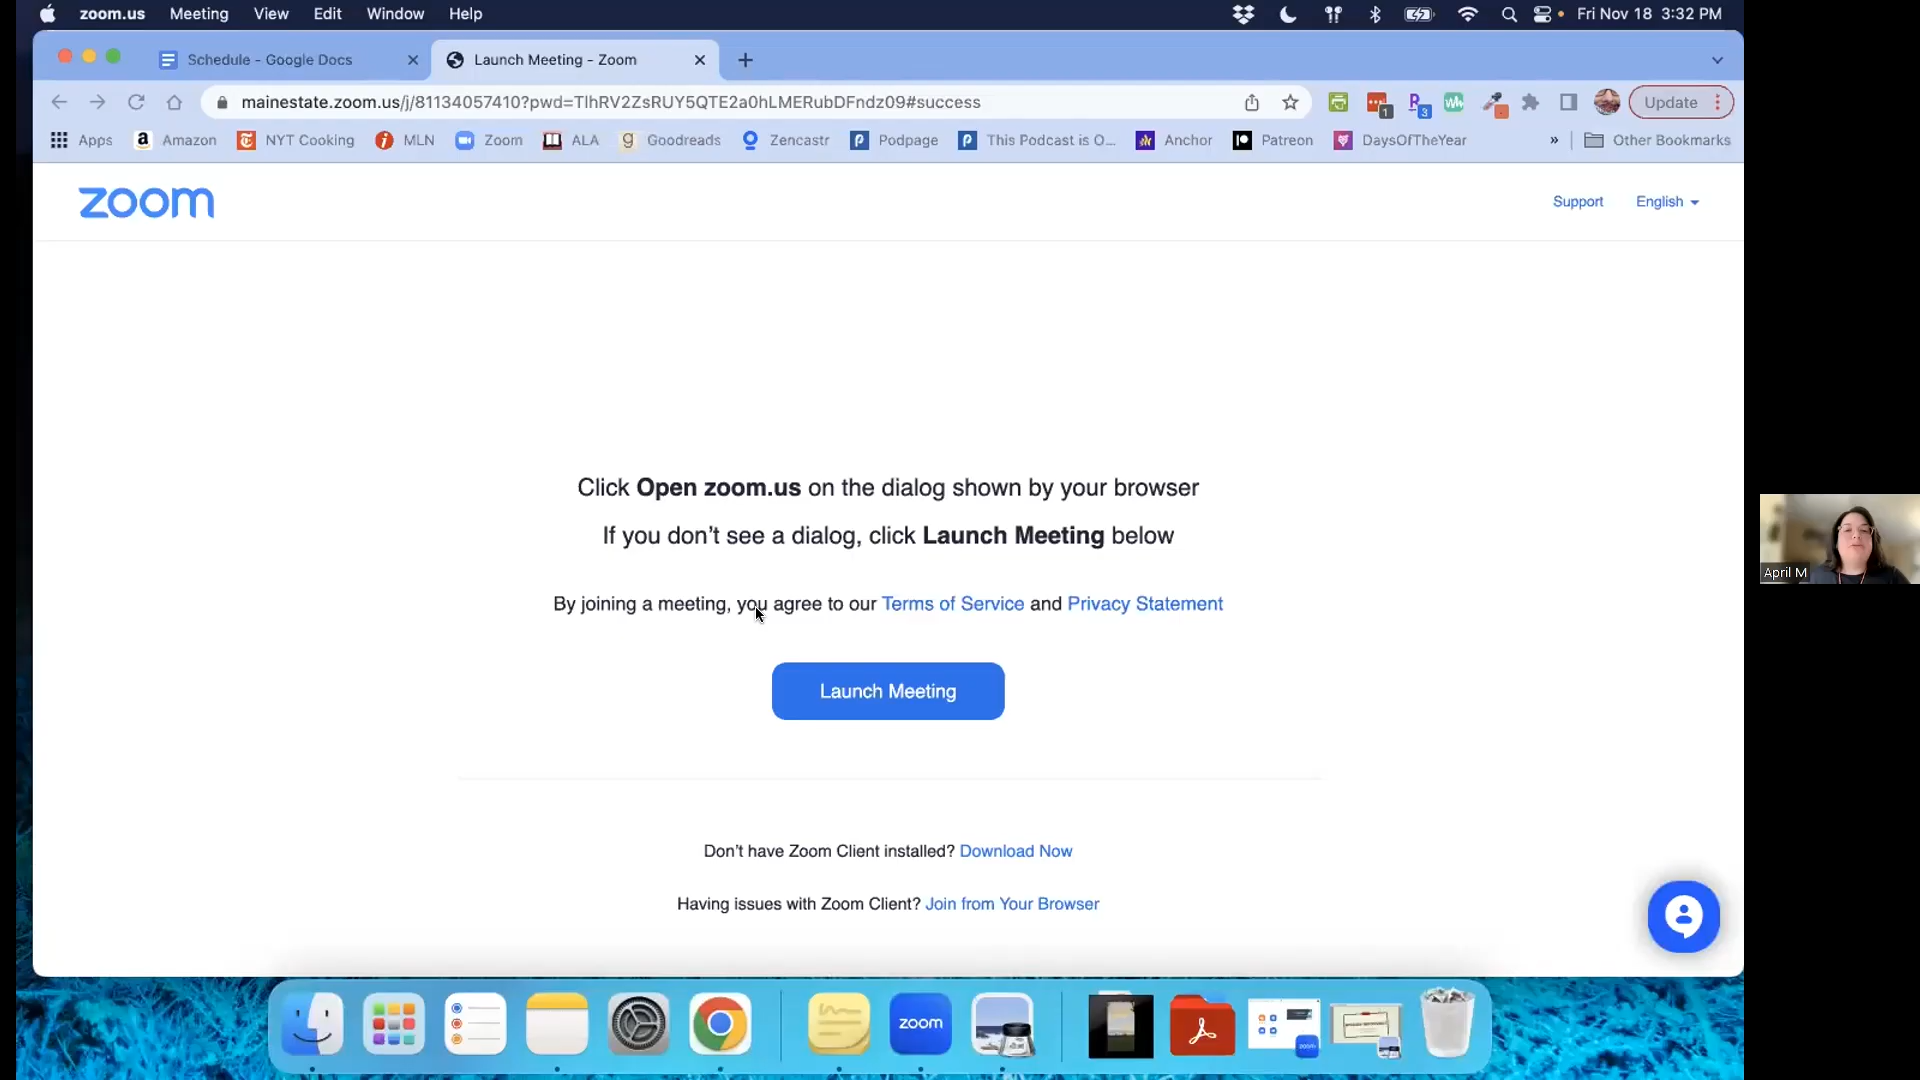 zoom.us Meeting View Edit Window Help Fri Nov 18 3:32 PM
Schedule - Google Docs Launch Meeting - Zoom
mainestate.zoom.us/j/81134057410?pwd=TlhRV2ZsRUY5QTE2a0hLMERubDFndz09#success Update
Apps Amazon NYT Cooking MLN Zoom ALA Goodreads Zencastr Podpage This Podcast is O... Anchor Patreon DaysOfTheYear » Other Bookmarks
zoom Support English
Click Open zoom.us on the dialog shown by your browser
If you don’t see a dialog, click Launch Meeting below
By joining a meeting, you agree to our Terms of Service and Privacy Statement
April M
Launch Meeting
Don’t have Zoom Client installed? Download Now
Having issues with Zoom Client? Join from Your Browser
zoom